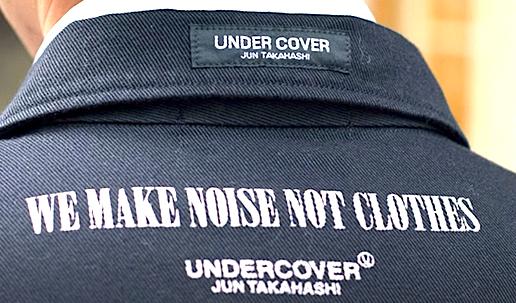 UNDER COVER
JUN TAKAHASHI
WE MAKE NOISE NOT CLOTHES
UNDERCOVER
JUN TAKAHASHI